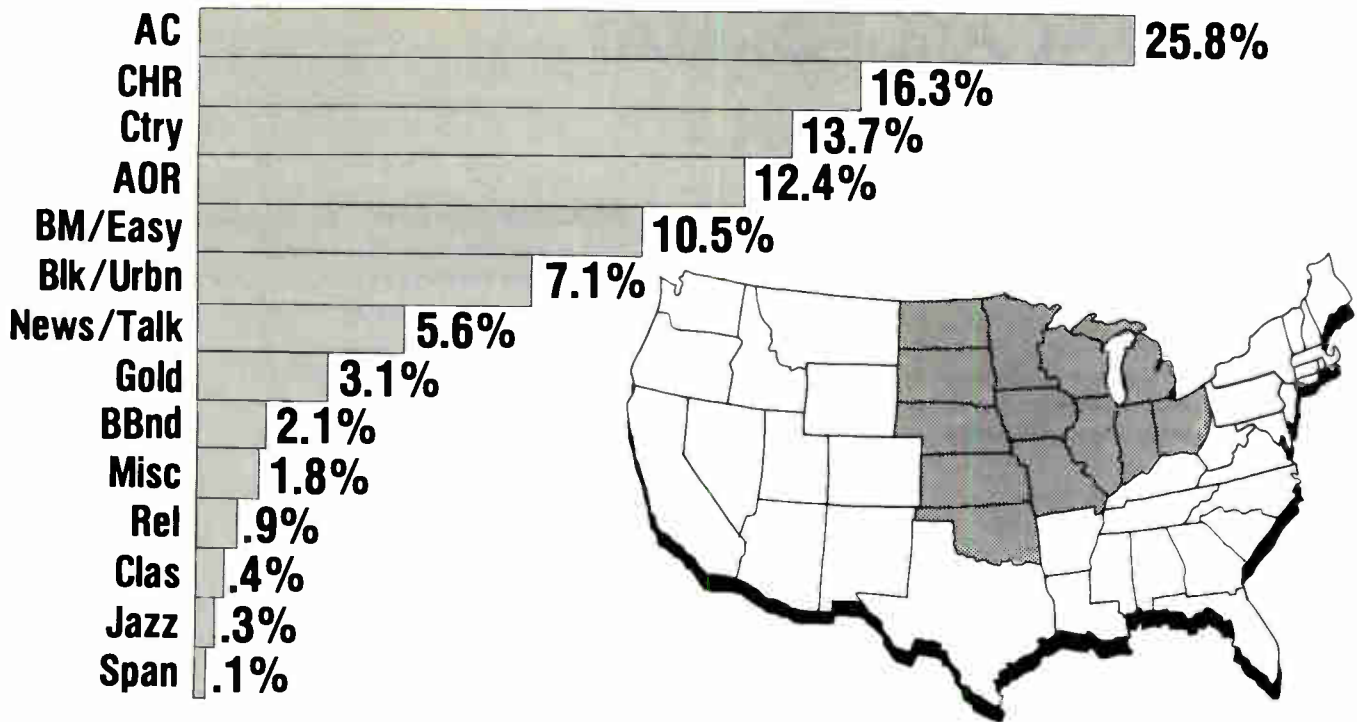 AC 25.8%
CHR 16.3%
Ctry 13.7%
AOR 12.4%
BM/Easy 10.5%
Blk/Urbn 7.1%
News/Talk 5.6%
Gold 3.1%
BBnd 2.1%
Misc 1.8%
Rel .9%
Clas .4%
Jazz .3%
Span .1%